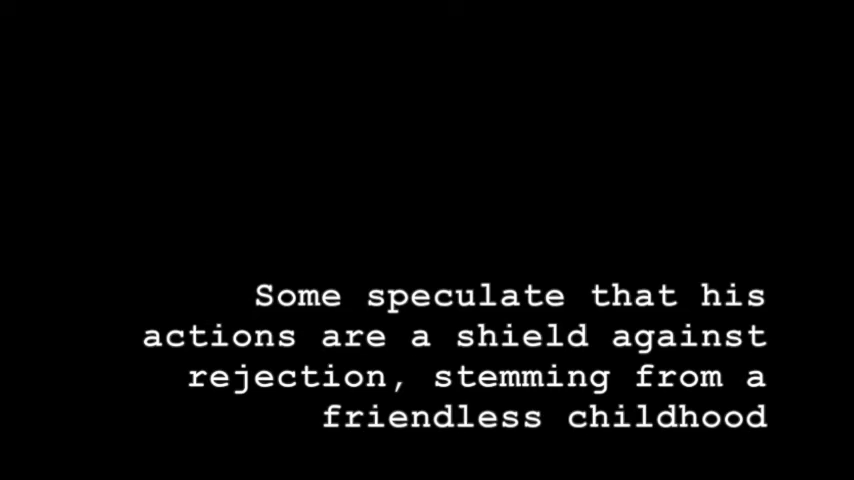 Some speculate that his
actions are a shield against
rejection, stemming from a
friendless childhood